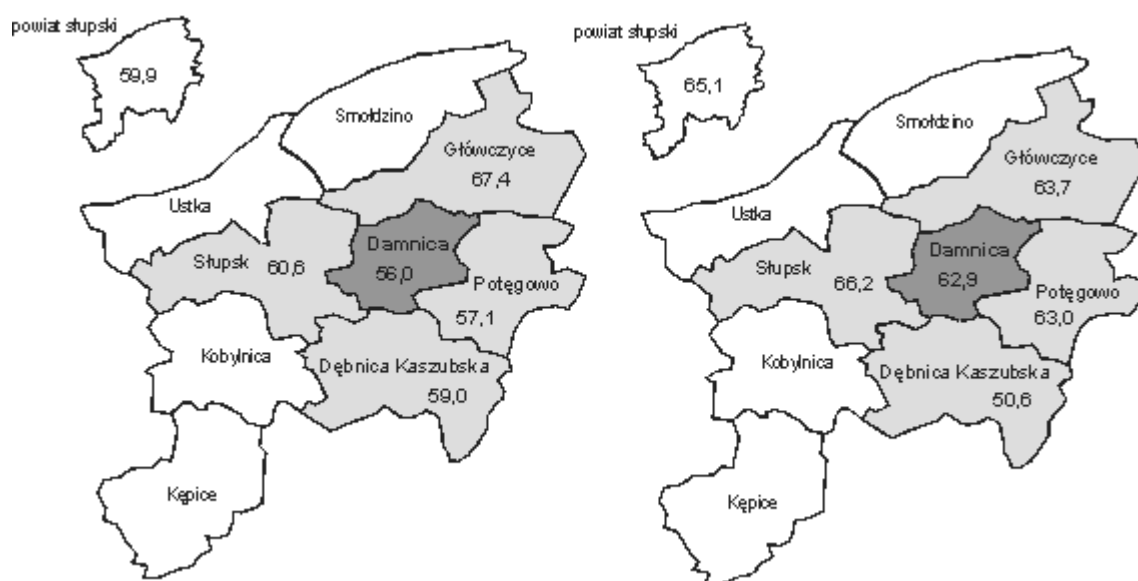 powiat słupski
59,9
Smołdzino
Główczyce
67,4
Ustka
Damnica
56,0
Słupsk
60,6
Potęgowo
57,1
Kobylnica
Dębnica Kaszubska
59,0
Kępice
powiat słupski
65,1
Smołdzino
Główczyce
63,7
Ustka
Damnica
62,9
Słupsk
66,2
Potęgowo
63,0
Kobylnica
Dębnica Kaszubska
50,6
Kępice